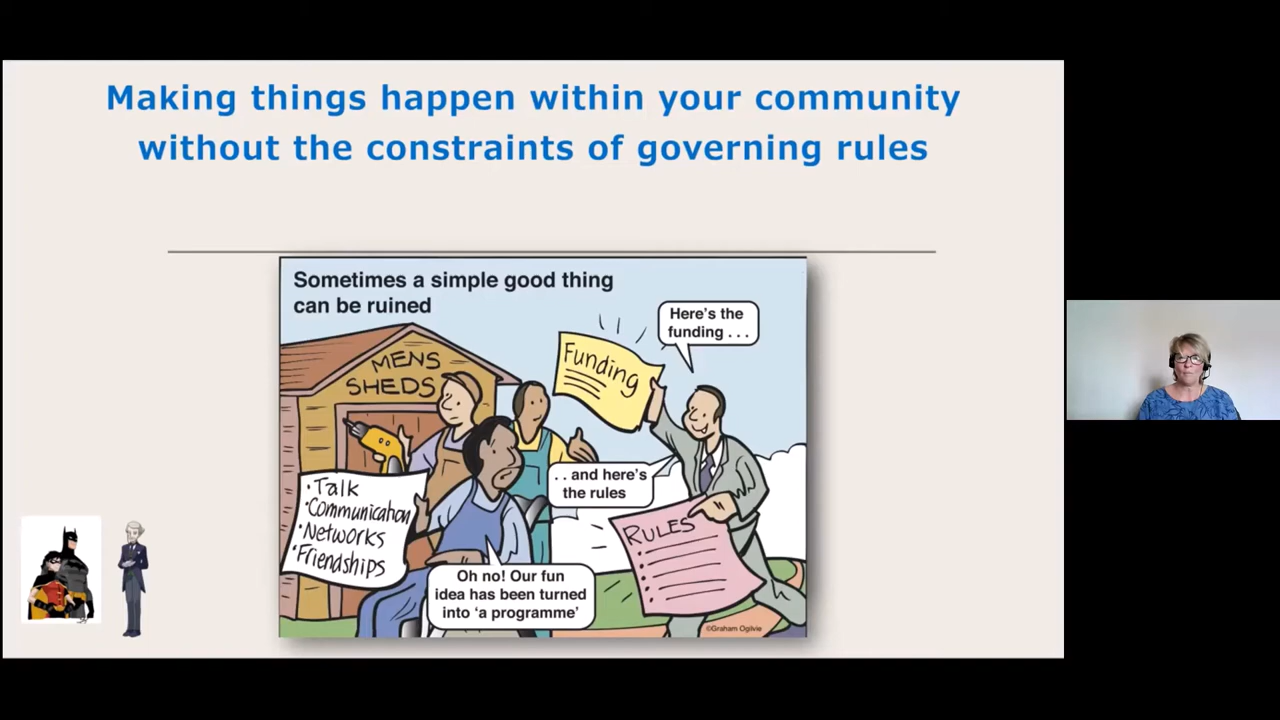 Making things happen within your community
without the constraints of governing rules
Sometimes a simple good thing
can be ruined
Here's the
funding . . .
Funding
MENS
SHEDS
. . and here's
the rules
RULES
• Talk
• Communication
• Networks
• Friendships
Oh no! Our fun
idea has been turned
into 'a programme'
©Graham Ogilvie